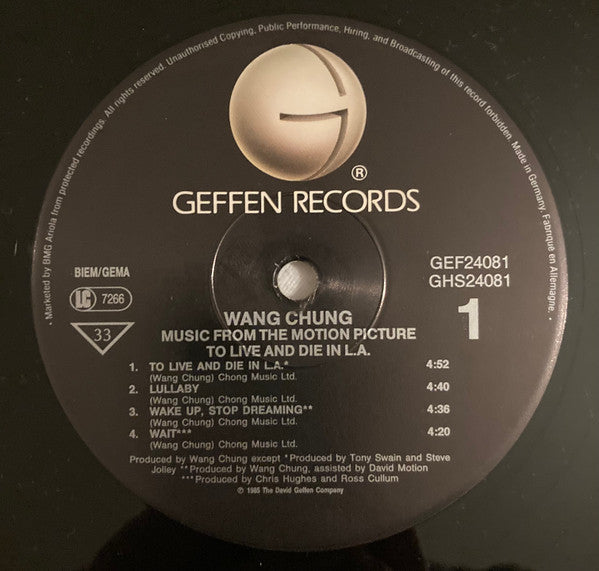 • Marketed by BMG Ariola from protected recordings. All rights reserved. Unauthorised Copying, Public Performance, Hiring, and Broadcasting of this record forbidden. Made in Germany. Fabriqué en Allemagne. •
®
GEFFEN RECORDS
BIEM/GEMA
LC 7266
33
GEF24081
GHS24081
1
WANG CHUNG
MUSIC FROM THE MOTION PICTURE
TO LIVE AND DIE IN L.A.
1. TO LIVE AND DIE IN L.A.* 4:52
(Wang Chung) Chong Music Ltd.
2. LULLABY 4:40
(Wang Chung) Chong Music Ltd.
3. WAKE UP, STOP DREAMING** 4:36
(Wang Chung) Chong Music Ltd.
4. WAIT*** 4:20
(Wang Chung) Chong Music Ltd.
Produced by Wang Chung except *Produced by Tony Swain and Steve
Jolley **Produced by Wang Chung, assisted by David Motion
***Produced by Chris Hughes and Ross Cullum
℗ 1985 The David Geffen Company